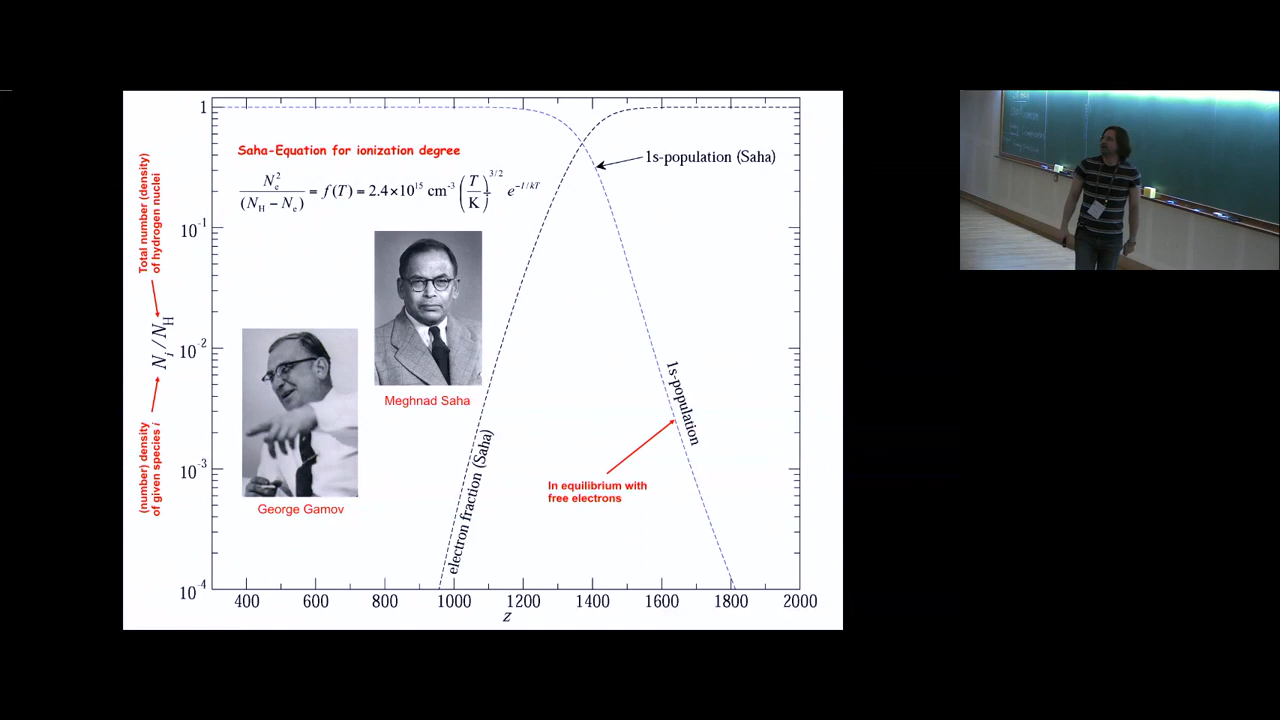 Saha-Equation for ionization degree
N_e^2 / (N_H − N_e) = f(T) = 2.4×10^15 cm^-3 (T/K)^3/2 e^−I/kT
1s-population (Saha)
Total number (density)
of hydrogen nuclei
N_i/N_H
(number) density
of given species i
Meghnad Saha
George Gamov
electron fraction (Saha)
1s-population
In equilibrium with
free electrons
1
10^-1
10^-2
10^-3
10^-4
400 600 800 1000 1200 1400 1600 1800 2000
z